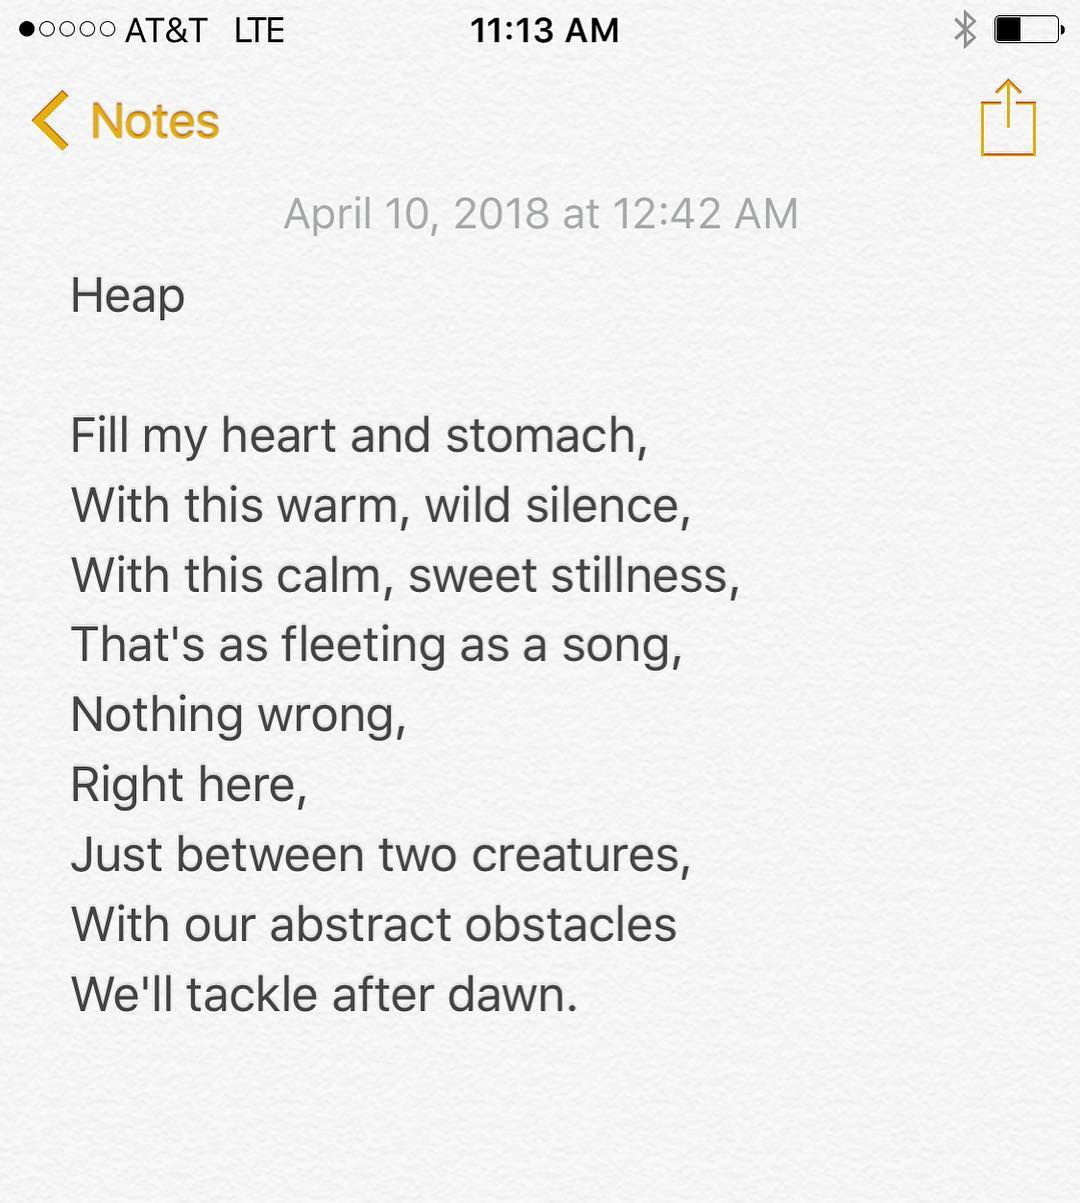 AT&T LTE 11:13 AM
Notes
April 10, 2018 at 12:42 AM
Heap
Fill my heart and stomach,
With this warm, wild silence,
With this calm, sweet stillness,
That's as fleeting as a song,
Nothing wrong,
Right here,
Just between two creatures,
With our abstract obstacles
We'll tackle after dawn.